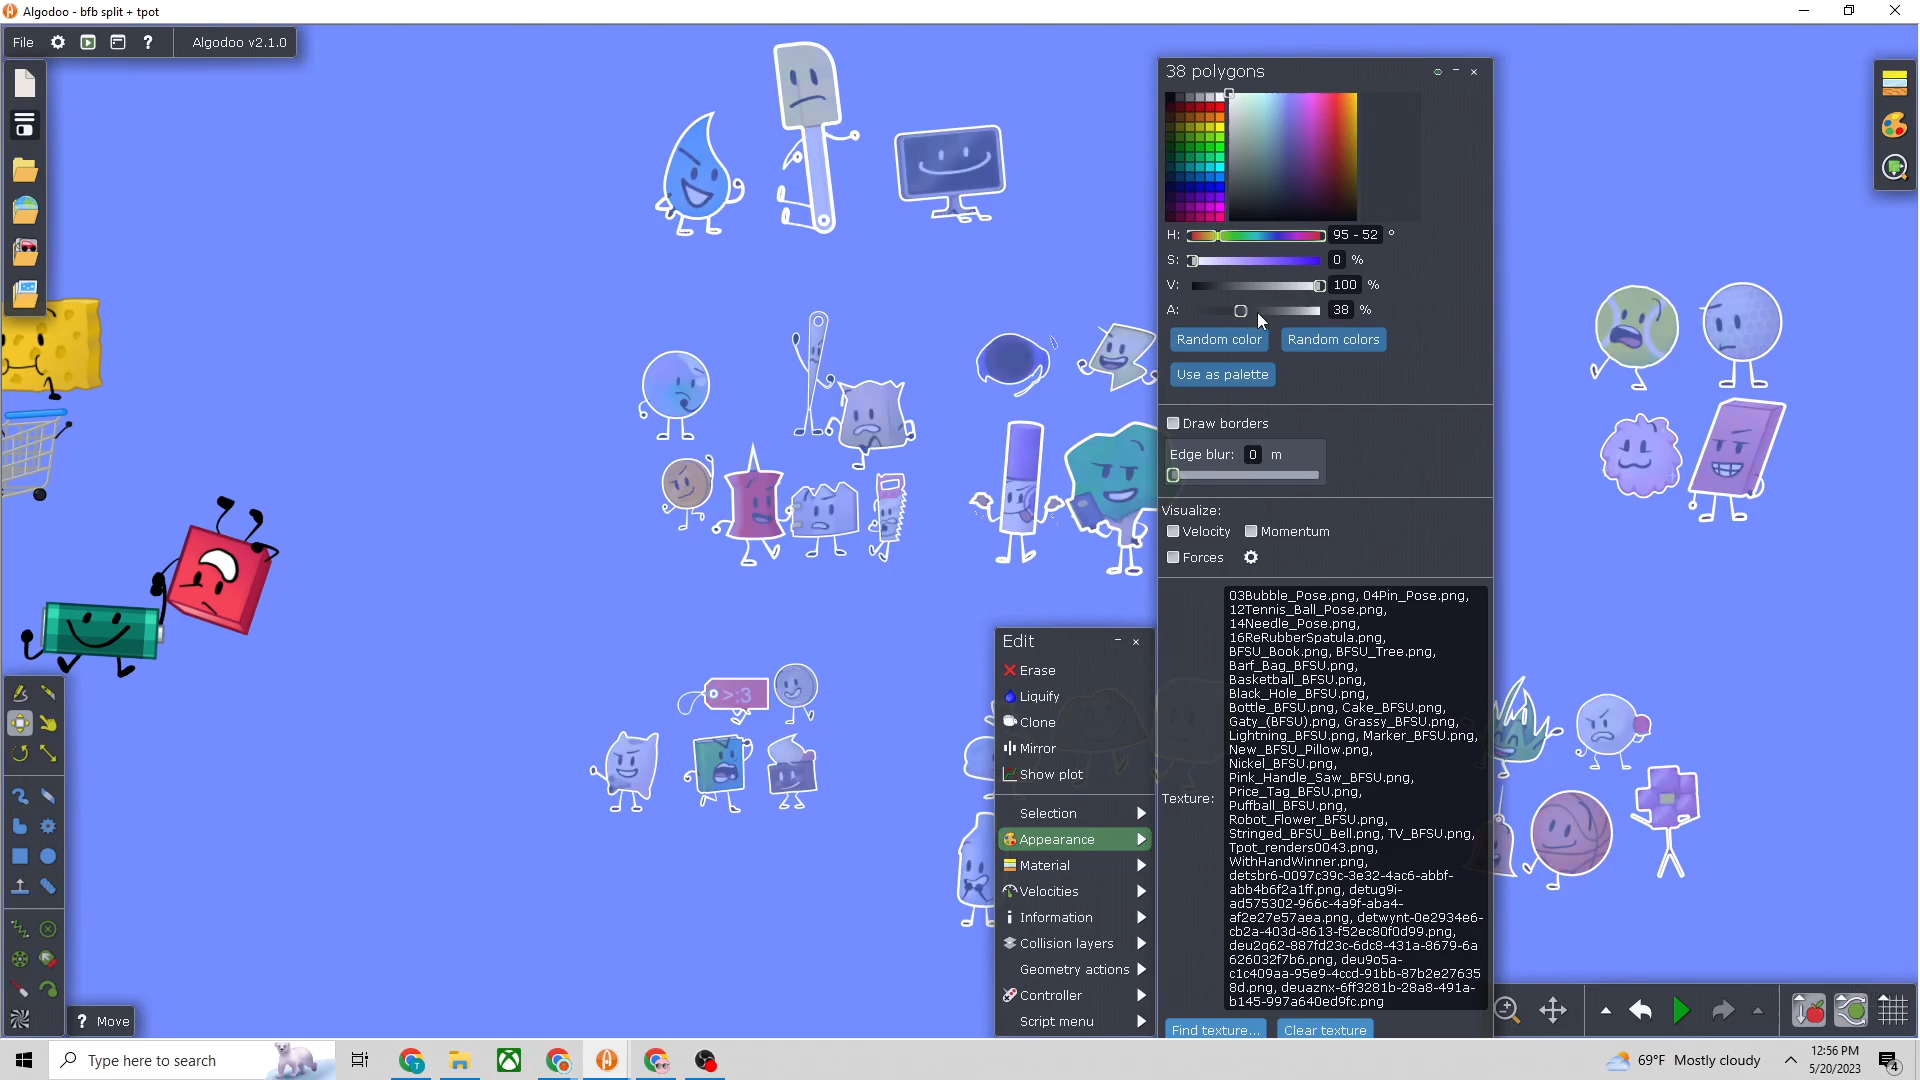 Algodoo - bfb split + tpot
File
?
Algodoo v2.1.0
38 polygons
H: 95 - 52 °
S: 0 %
V: 100 %
A: 38 %
Random color Random colors
Use as palette
Draw borders
Edge blur: 0 m
Visualize:
Velocity Momentum
Forces
Texture:
03Bubble_Pose.png, 04Pin_Pose.png,
12Tennis_Ball_Pose.png,
14Needle_Pose.png,
16ReRubberSpatula.png,
BFSU_Book.png, BFSU_Tree.png,
Barf_Bag_BFSU.png,
Basketball_BFSU.png,
Black_Hole_BFSU.png,
Bottle_BFSU.png, Cake_BFSU.png,
Gaty_(BFSU).png, Grassy_BFSU.png,
Lightning_BFSU.png, Marker_BFSU.png,
New_BFSU_Pillow.png,
Nickel_BFSU.png,
Pink_Handle_Saw_BFSU.png,
Price_Tag_BFSU.png,
Puffball_BFSU.png,
Robot_Flower_BFSU.png,
Stringed_BFSU_Bell.png, TV_BFSU.png,
Tpot_renders0043.png,
WithHandWinner.png,
detsbr6-0097c39c-3e32-4ac6-abbf-
abb4b6f2a1ff.png, detug9i-
ad575302-966c-4a9f-aba4-
af2e27e57aea.png, detwynt-0e2934e6-
cb2a-403d-8613-f52ec80f0d99.png,
deu2q62-887fd23c-6dc8-431a-8679-6a
626032f7b6.png, deu9o5a-
c1c409aa-95e9-4ccd-91bb-87b2e27635
8d.png, deuaznx-6ff3281b-28a8-491a-
b145-997a640ed9fc.png
Find texture... Clear texture
Edit
Erase
Liquify
Clone
Mirror
Show plot
Selection
Appearance
Material
Velocities
Information
Collision layers
Geometry actions
Controller
Script menu
>:3
? Move
Type here to search
69°F Mostly cloudy
12:56 PM
5/20/2023
4